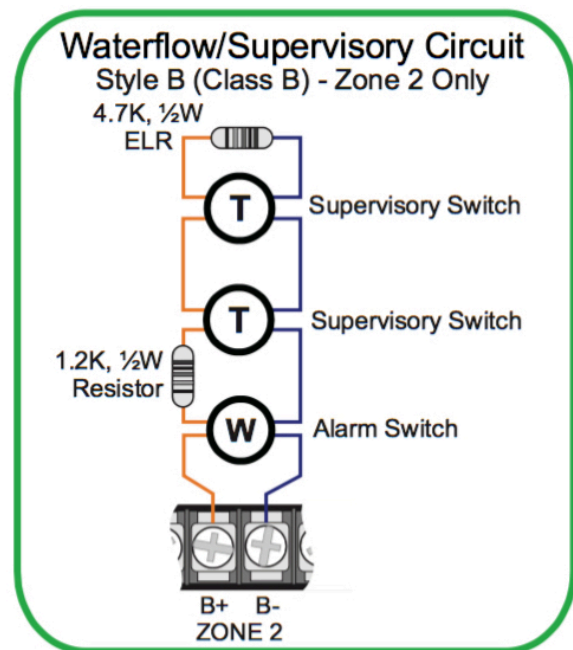 Waterflow/Supervisory Circuit
Style B (Class B) - Zone 2 Only
4.7K, ½W
ELR
T
Supervisory Switch
T
Supervisory Switch
1.2K, ½W
Resistor
W
Alarm Switch
B+ B-
ZONE 2